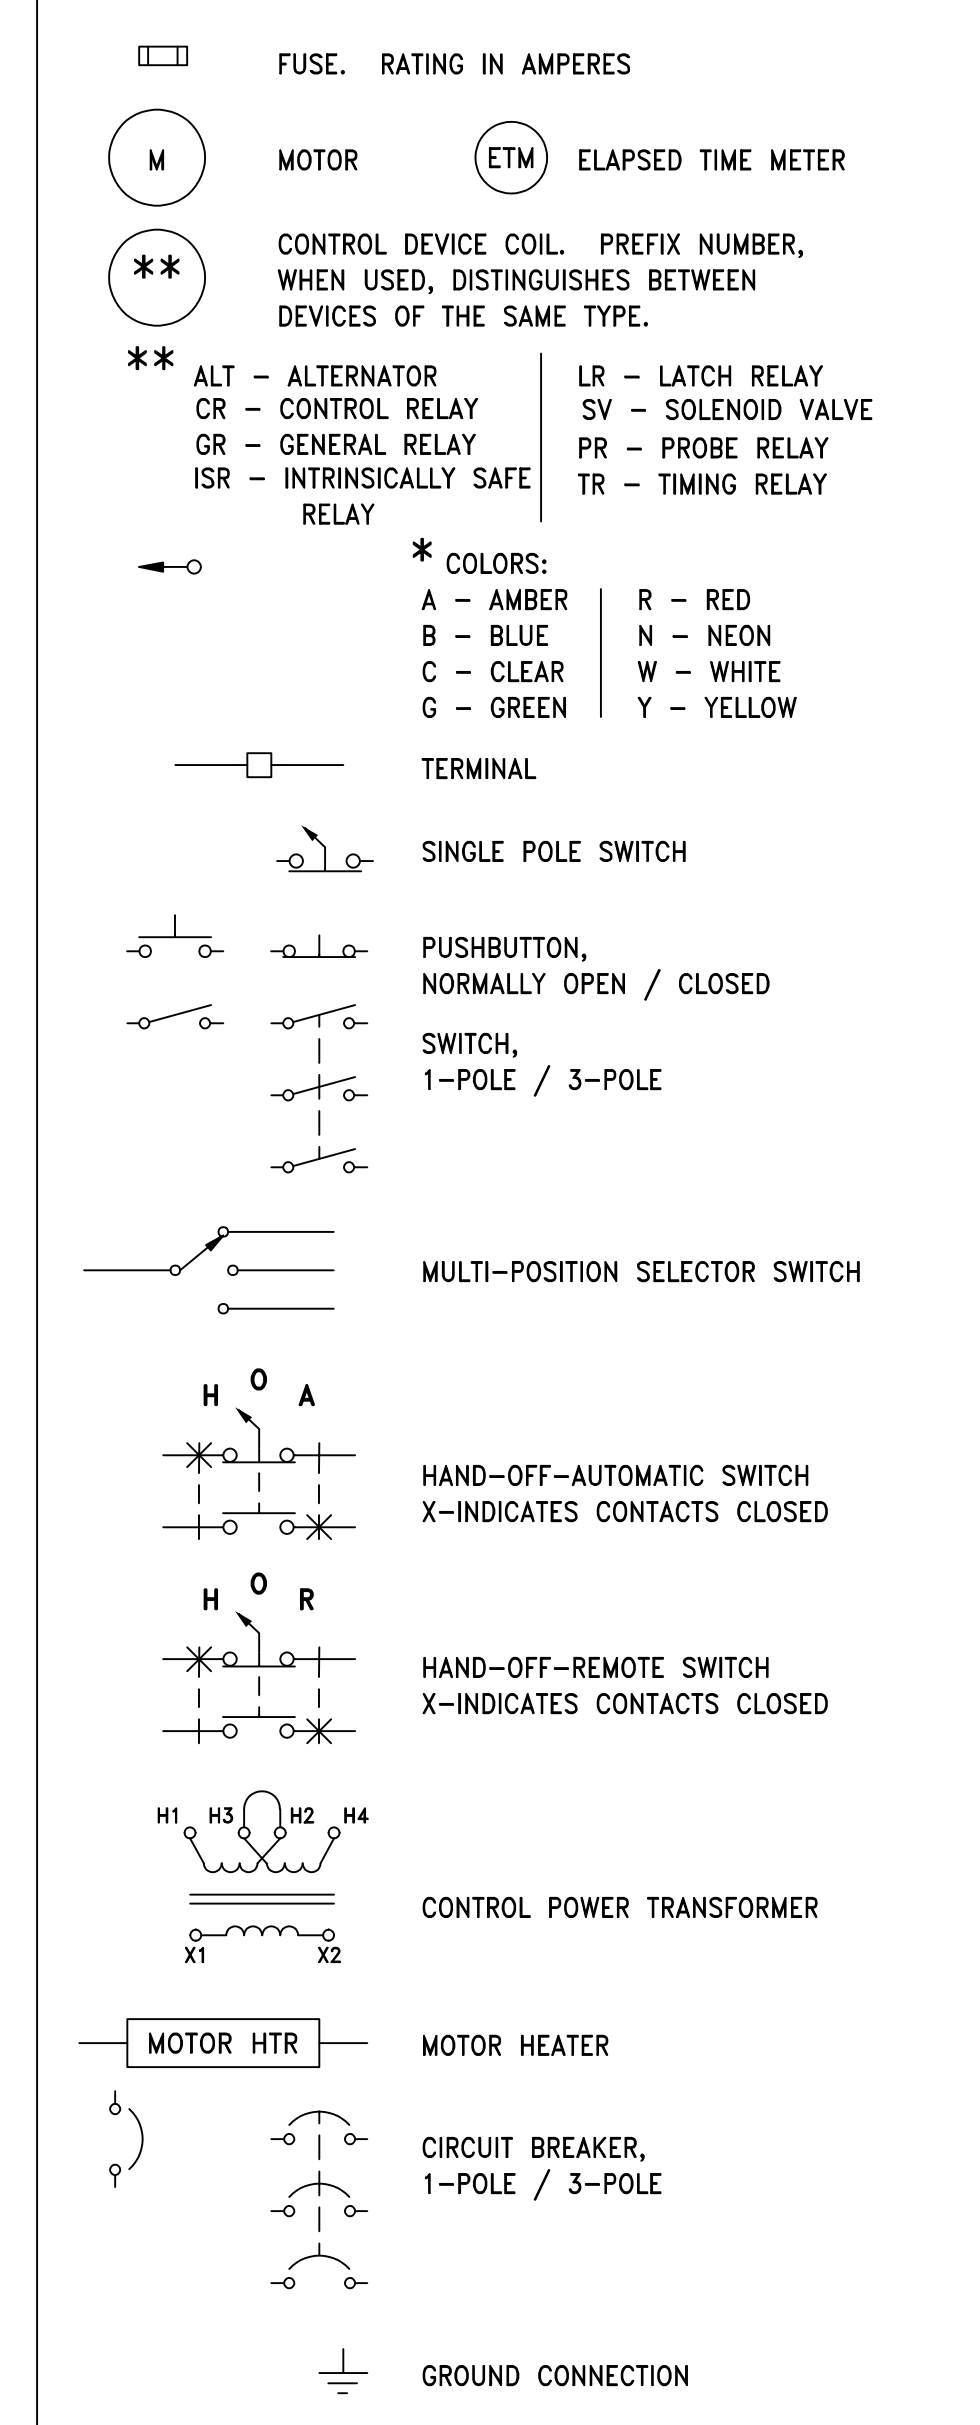 FUSE. RATING IN AMPERES
M MOTOR ETM ELAPSED TIME METER
** CONTROL DEVICE COIL. PREFIX NUMBER,
WHEN USED, DISTINGUISHES BETWEEN
DEVICES OF THE SAME TYPE.
**
ALT - ALTERNATOR
CR - CONTROL RELAY
GR - GENERAL RELAY
ISR - INTRINSICALLY SAFE
RELAY
LR - LATCH RELAY
SV - SOLENOID VALVE
PR - PROBE RELAY
TR - TIMING RELAY
* COLORS:
A - AMBER
B - BLUE
C - CLEAR
G - GREEN
R - RED
N - NEON
W - WHITE
Y - YELLOW
TERMINAL
SINGLE POLE SWITCH
PUSHBUTTON,
NORMALLY OPEN / CLOSED
SWITCH,
1-POLE / 3-POLE
MULTI-POSITION SELECTOR SWITCH
H O A
HAND-OFF-AUTOMATIC SWITCH
X-INDICATES CONTACTS CLOSED
H O R
HAND-OFF-REMOTE SWITCH
X-INDICATES CONTACTS CLOSED
H1 H3 H2 H4
CONTROL POWER TRANSFORMER
X1 X2
MOTOR HTR MOTOR HEATER
CIRCUIT BREAKER,
1-POLE / 3-POLE
GROUND CONNECTION